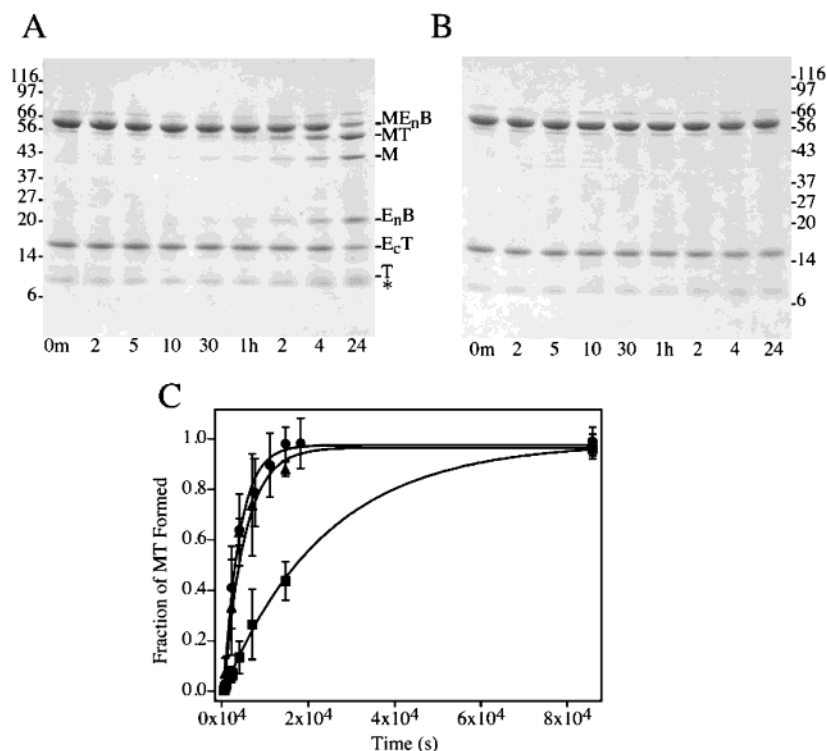 A
116
97
66
56
43
37
27
20
14
6
ME_nB
MT
M
E_nB
E_cT
T
*
0m 2 5 10 30 1h 2 4 24
B
116
97
66
56
43
37
27
20
14
6
0m 2 5 10 30 1h 2 4 24
C
Fraction of MT Formed
1.0
0.8
0.6
0.4
0.2
0.0
0x10⁴ 2x10⁴ 4x10⁴ 6x10⁴ 8x10⁴
Time (s)